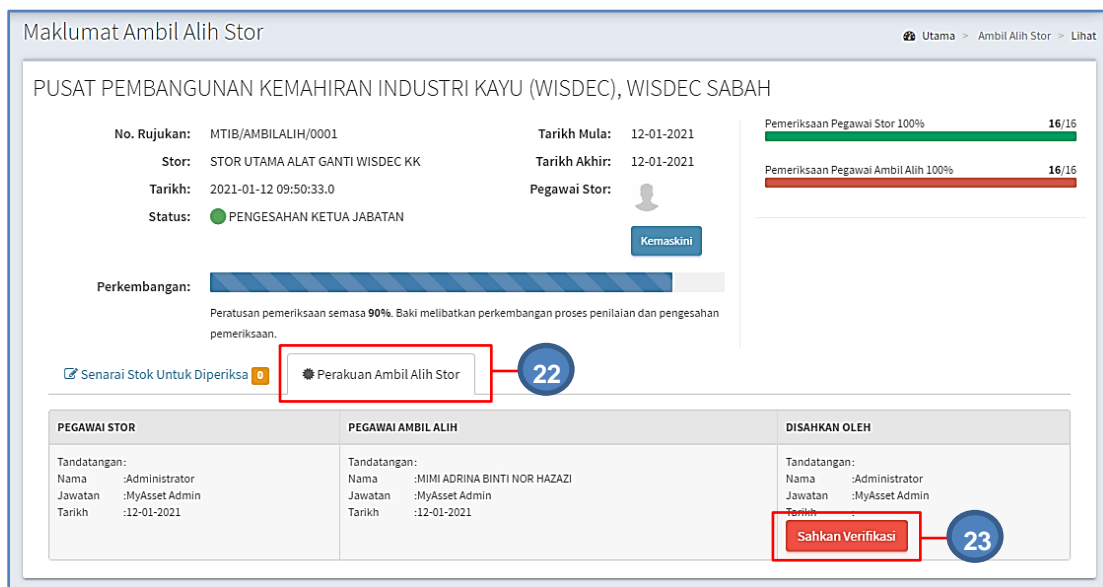 Maklumat Ambil Alih Stor
Utama > Ambil Alih Stor > Lihat
PUSAT PEMBANGUNAN KEMAHIRAN INDUSTRI KAYU (WISDEC), WISDEC SABAH
No. Rujukan: MTIB/AMBILALIH/0001
Stor: STOR UTAMA ALAT GANTI WISDEC KK
Tarikh: 2021-01-12 09:50:33.0
Status: PENGESAHAN KETUA JABATAN
Tarikh Mula: 12-01-2021
Tarikh Akhir: 12-01-2021
Pegawai Stor:
Kemaskini
Pemeriksaan Pegawai Stor 100% 16/16
Pemeriksaan Pegawai Ambil Alih 100% 16/16
Perkembangan:
Peratusan pemeriksaan semasa 90%. Baki melibatkan perkembangan proses penilaian dan pengesahan
pemeriksaan.
Senarai Stok Untuk Diperiksa 0
Perakuan Ambil Alih Stor
22
PEGAWAI STOR
Tandatangan:
Nama :Administrator
Jawatan :MyAsset Admin
Tarikh :12-01-2021
PEGAWAI AMBIL ALIH
Tandatangan:
Nama :MIMI ADRINA BINTI NOR HAZAZI
Jawatan :MyAsset Admin
Tarikh :12-01-2021
DISAHKAN OLEH
Tandatangan:
Nama :Administrator
Jawatan :MyAsset Admin
Tarikh :
Sahkan Verifikasi
23